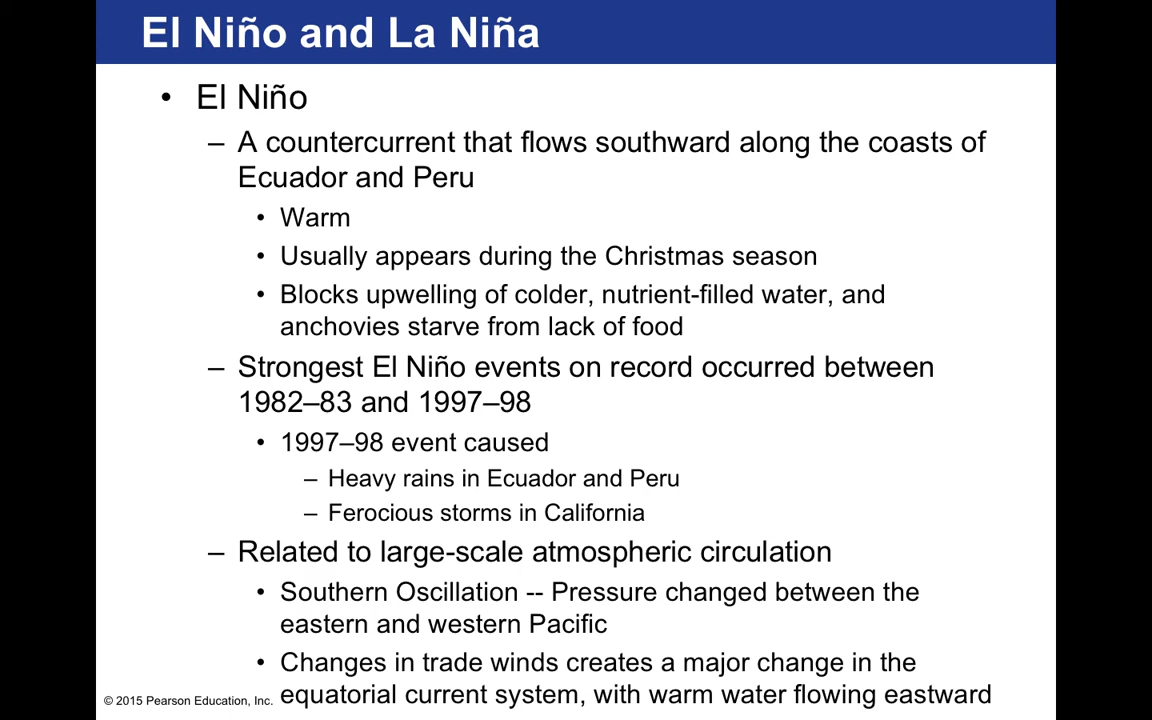 El Niño and La Niña
• El Niño
– A countercurrent that flows southward along the coasts of
Ecuador and Peru
• Warm
• Usually appears during the Christmas season
• Blocks upwelling of colder, nutrient-filled water, and
anchovies starve from lack of food
– Strongest El Niño events on record occurred between
1982–83 and 1997–98
• 1997–98 event caused
– Heavy rains in Ecuador and Peru
– Ferocious storms in California
– Related to large-scale atmospheric circulation
• Southern Oscillation -- Pressure changed between the
eastern and western Pacific
• Changes in trade winds creates a major change in the
equatorial current system, with warm water flowing eastward
© 2015 Pearson Education, Inc.